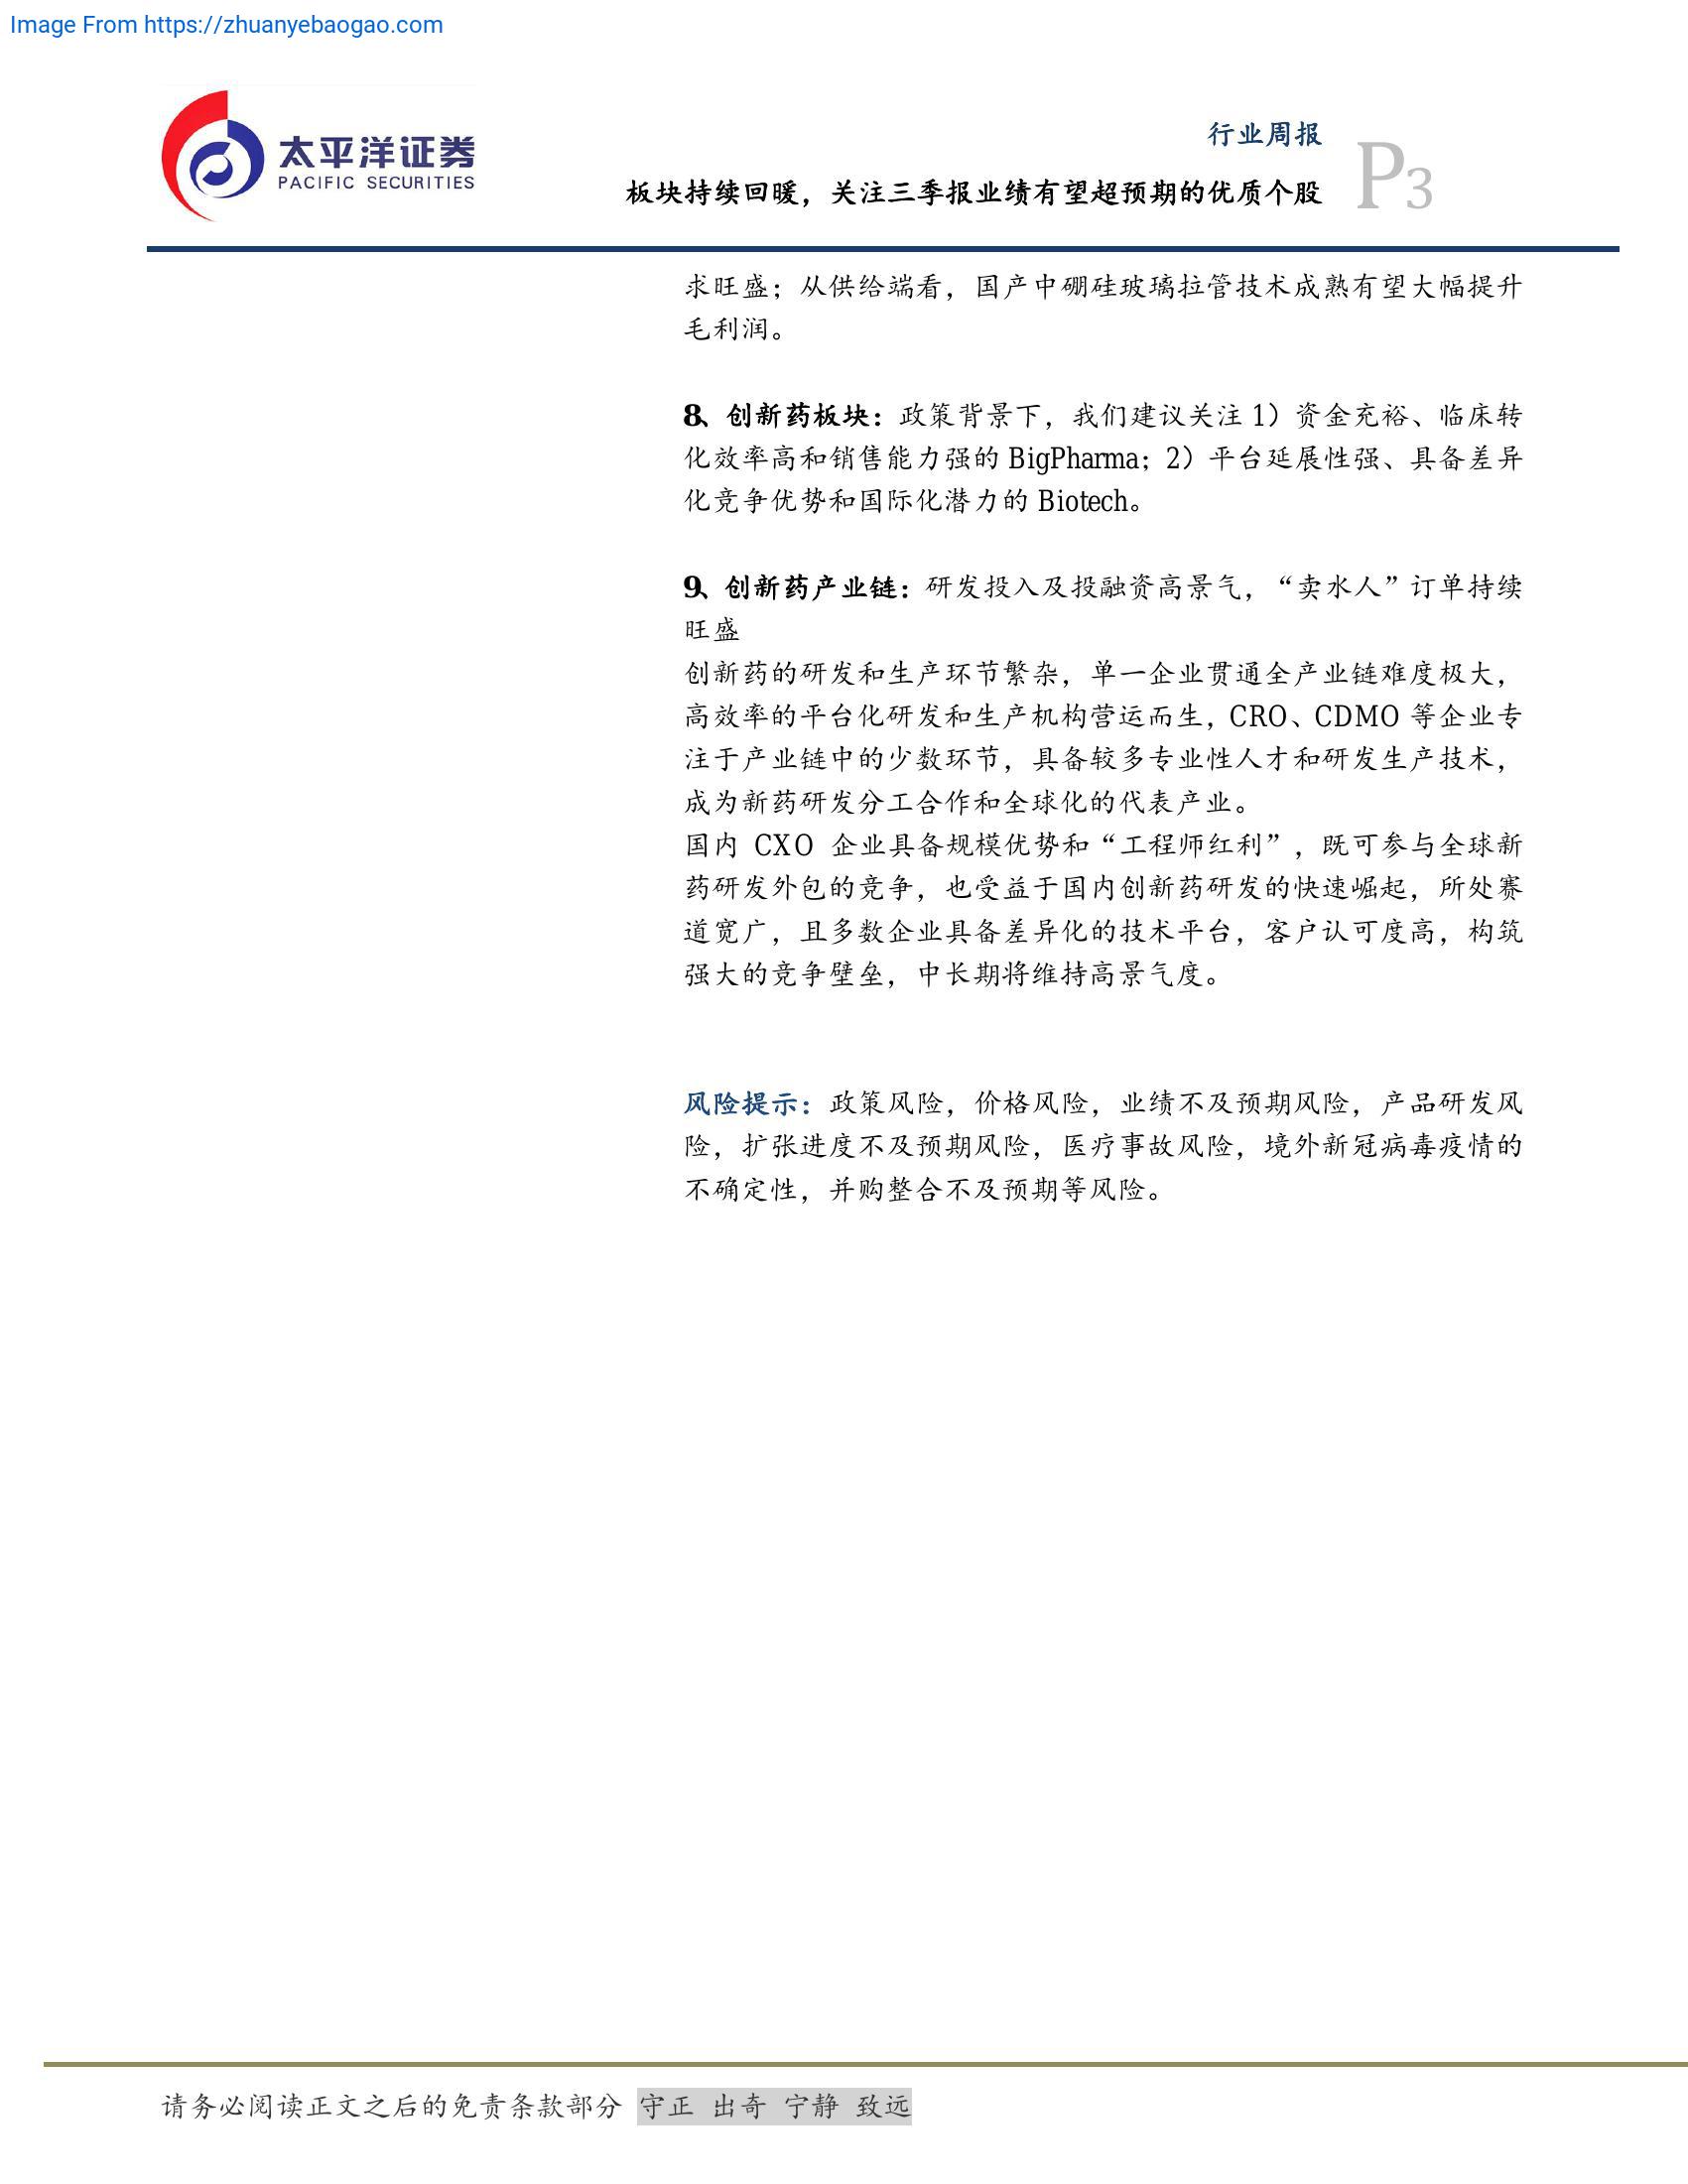 Image From https://zhuanyebaogao.com
太平洋证券
PACIFIC SECURITIES
行业周报
板块持续回暖，关注三季报业绩有望超预期的优质个股
P3
求旺盛；从供给端看，国产中硼硅玻璃拉管技术成熟有望大幅提升
毛利润。
8、创新药板块：政策背景下，我们建议关注 1）资金充裕、临床转
化效率高和销售能力强的 BigPharma；2）平台延展性强、具备差异
化竞争优势和国际化潜力的 Biotech。
9、创新药产业链：研发投入及投融资高景气，“卖水人”订单持续
旺盛
创新药的研发和生产环节繁杂，单一企业贯通全产业链难度极大，
高效率的平台化研发和生产机构营运而生，CRO、CDMO 等企业专
注于产业链中的少数环节，具备较多专业性人才和研发生产技术，
成为新药研发分工合作和全球化的代表产业。
国内 CXO 企业具备规模优势和“工程师红利”，既可参与全球新
药研发外包的竞争，也受益于国内创新药研发的快速崛起，所处赛
道宽广，且多数企业具备差异化的技术平台，客户认可度高，构筑
强大的竞争壁垒，中长期将维持高景气度。
风险提示：政策风险，价格风险，业绩不及预期风险，产品研发风
险，扩张进度不及预期风险，医疗事故风险，境外新冠病毒疫情的
不确定性，并购整合不及预期等风险。
请务必阅读正文之后的免责条款部分 守正 出奇 宁静 致远